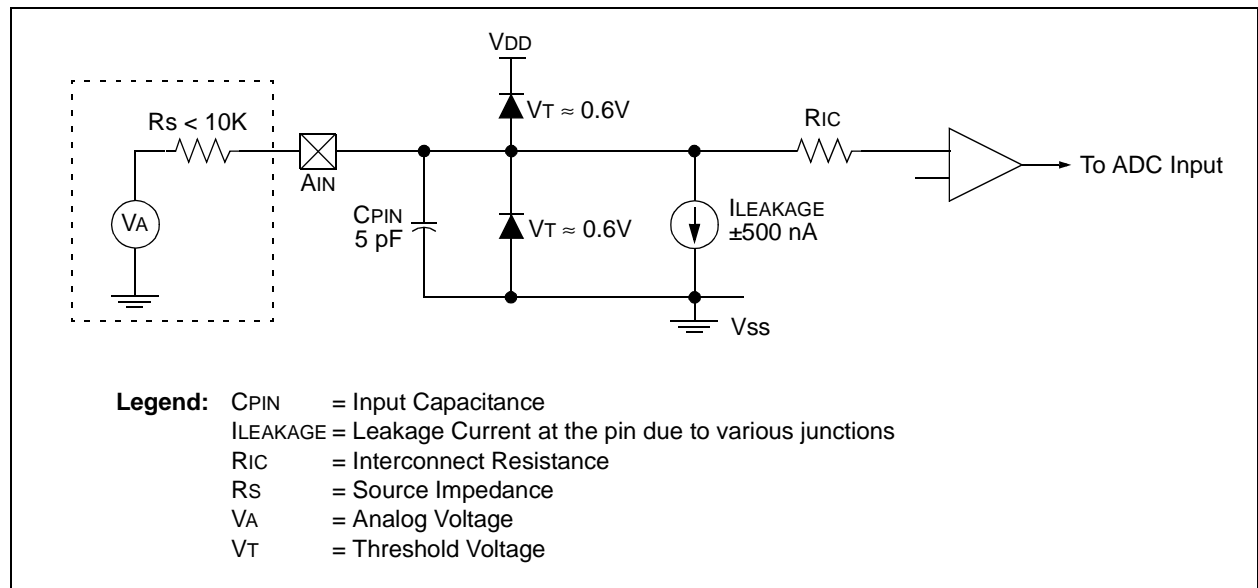 VDD
VT ≈ 0.6V
RS < 10K
RIC
AIN
To ADC Input
VA
CPIN
5 pF
VT ≈ 0.6V
ILEAKAGE
±500 nA
Vss
Legend: CPIN = Input Capacitance
ILEAKAGE = Leakage Current at the pin due to various junctions
RIC = Interconnect Resistance
RS = Source Impedance
VA = Analog Voltage
VT = Threshold Voltage